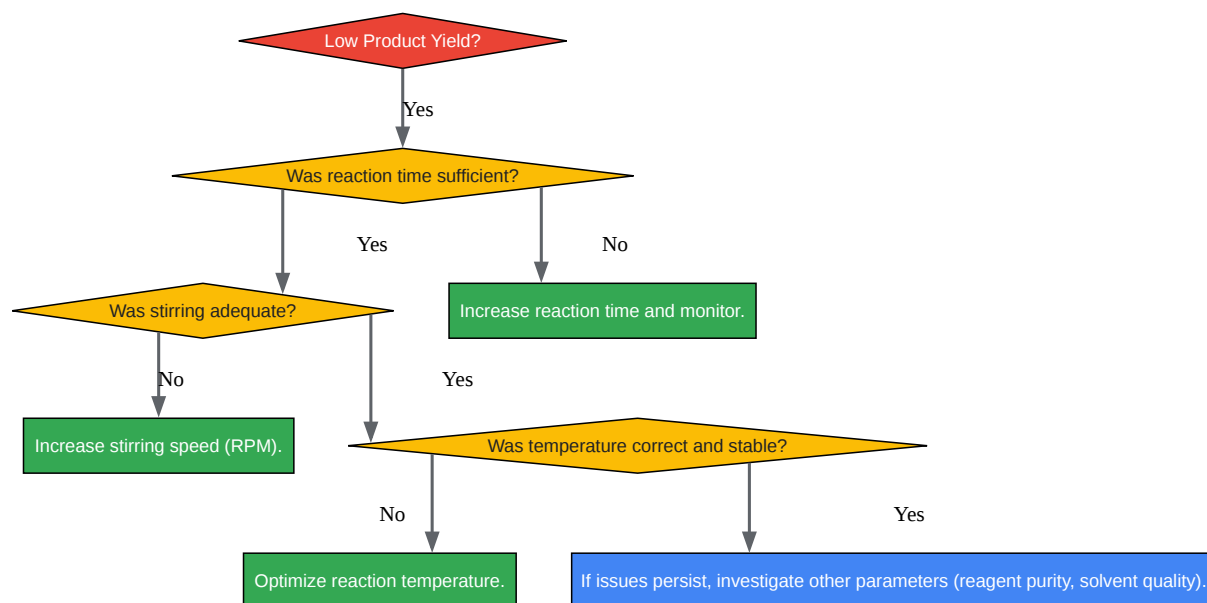 Low Product Yield?
Yes
Was reaction time sufficient?
Yes
No
Was stirring adequate?
Increase reaction time and monitor.
No
Yes
Increase stirring speed (RPM).
Was temperature correct and stable?
No
Yes
Optimize reaction temperature.
If issues persist, investigate other parameters (reagent purity, solvent quality).